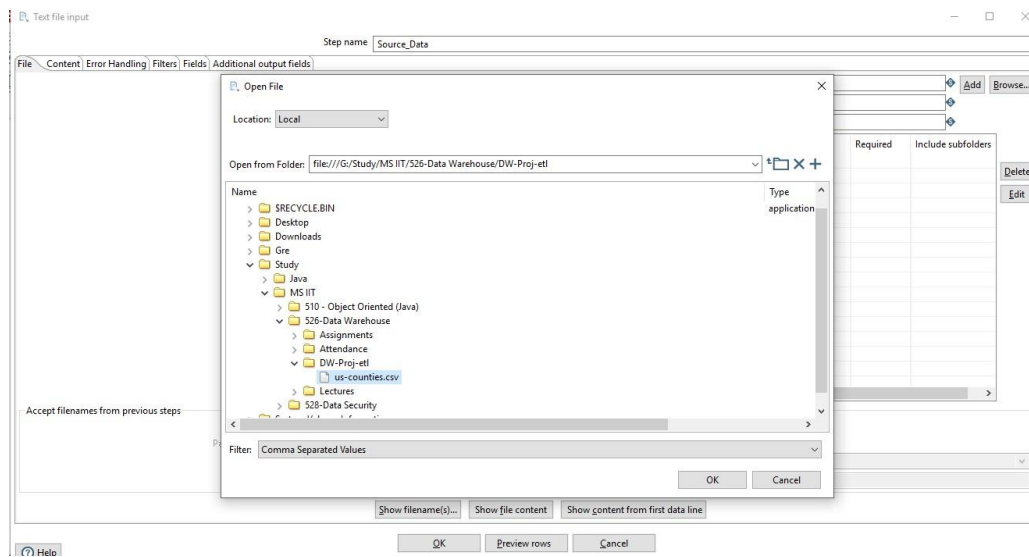 Text file input
Step name Source_Data
File Content Error Handling Filters Fields Additional output fields
Open File
Add Browse...
Location: Local
Open from Folder: file:///G:/Study/MS IIT/526-Data Warehouse/DW-Proj-etl
Required Include subfolders
Delete
Edit
Name Type
$RECYCLE.BIN application
Desktop
Downloads
Gre
Study
Java
MS IIT
510 - Object Oriented (Java)
526-Data Warehouse
Assignments
Attendance
DW-Proj-etl
us-counties.csv
Lectures
528-Data Security
Accept filenames from previous steps
Filter: Comma Separated Values
OK Cancel
Show filename(s)... Show file content Show content from first data line
Help OK Preview rows Cancel